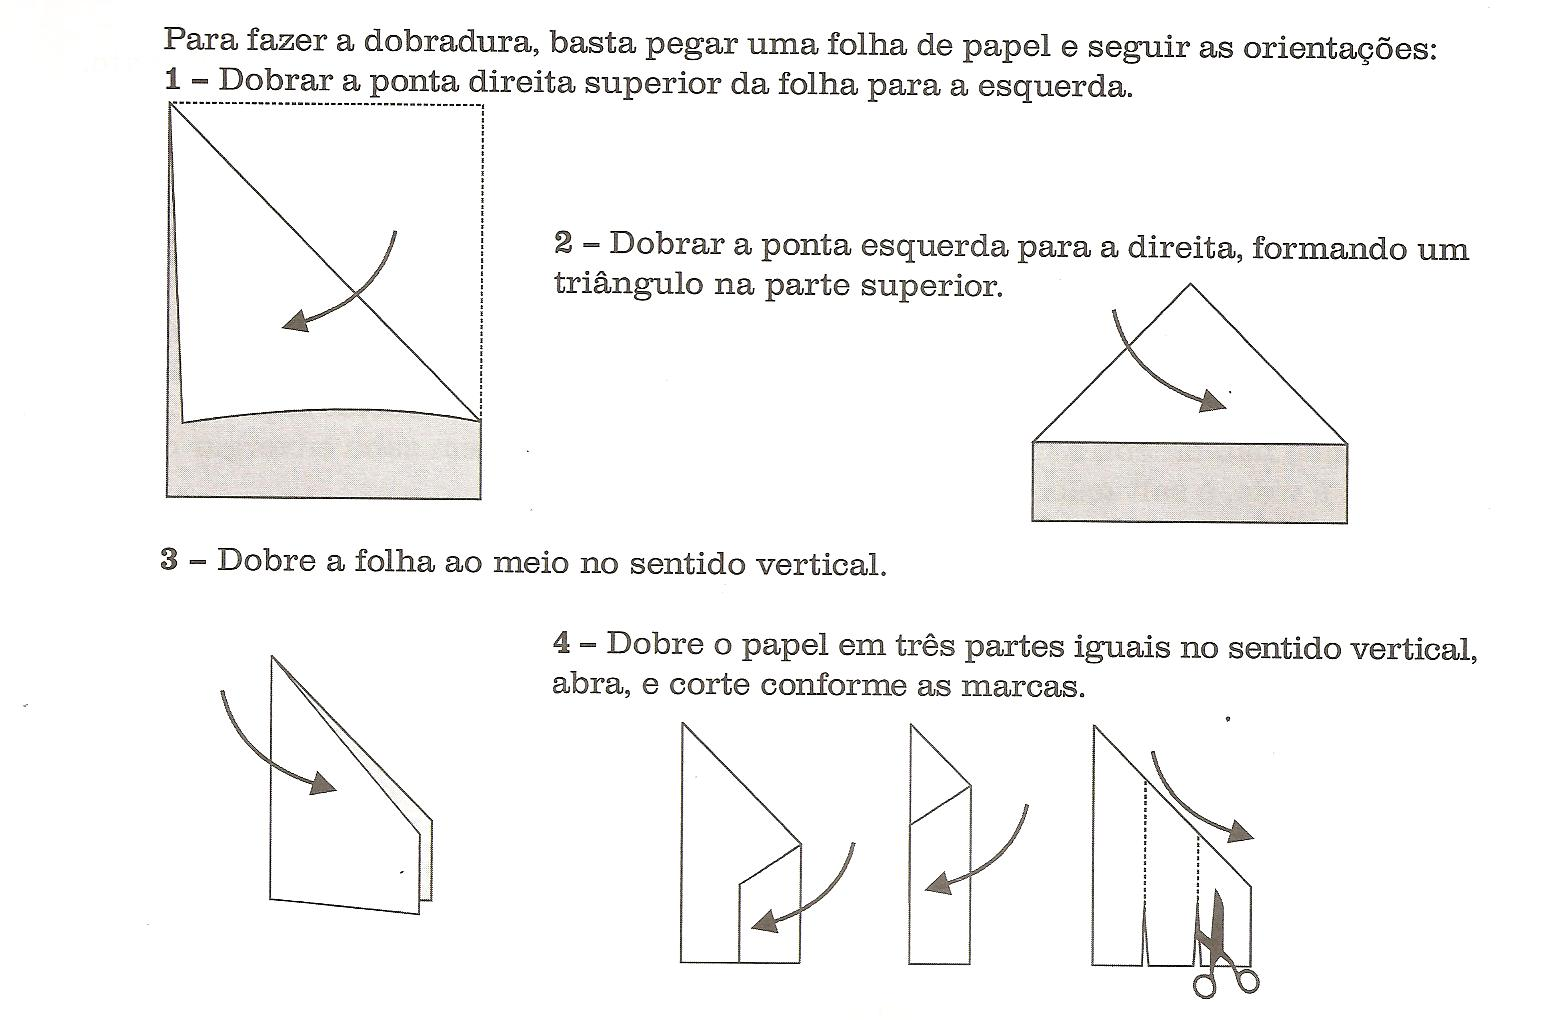 Para fazer a dobradura, basta pegar uma folha de papel e seguir as orientações:
1 – Dobrar a ponta direita superior da folha para a esquerda.
2 – Dobrar a ponta esquerda para a direita, formando um
triângulo na parte superior.
3 – Dobre a folha ao meio no sentido vertical.
4 – Dobre o papel em três partes iguais no sentido vertical,
abra, e corte conforme as marcas.